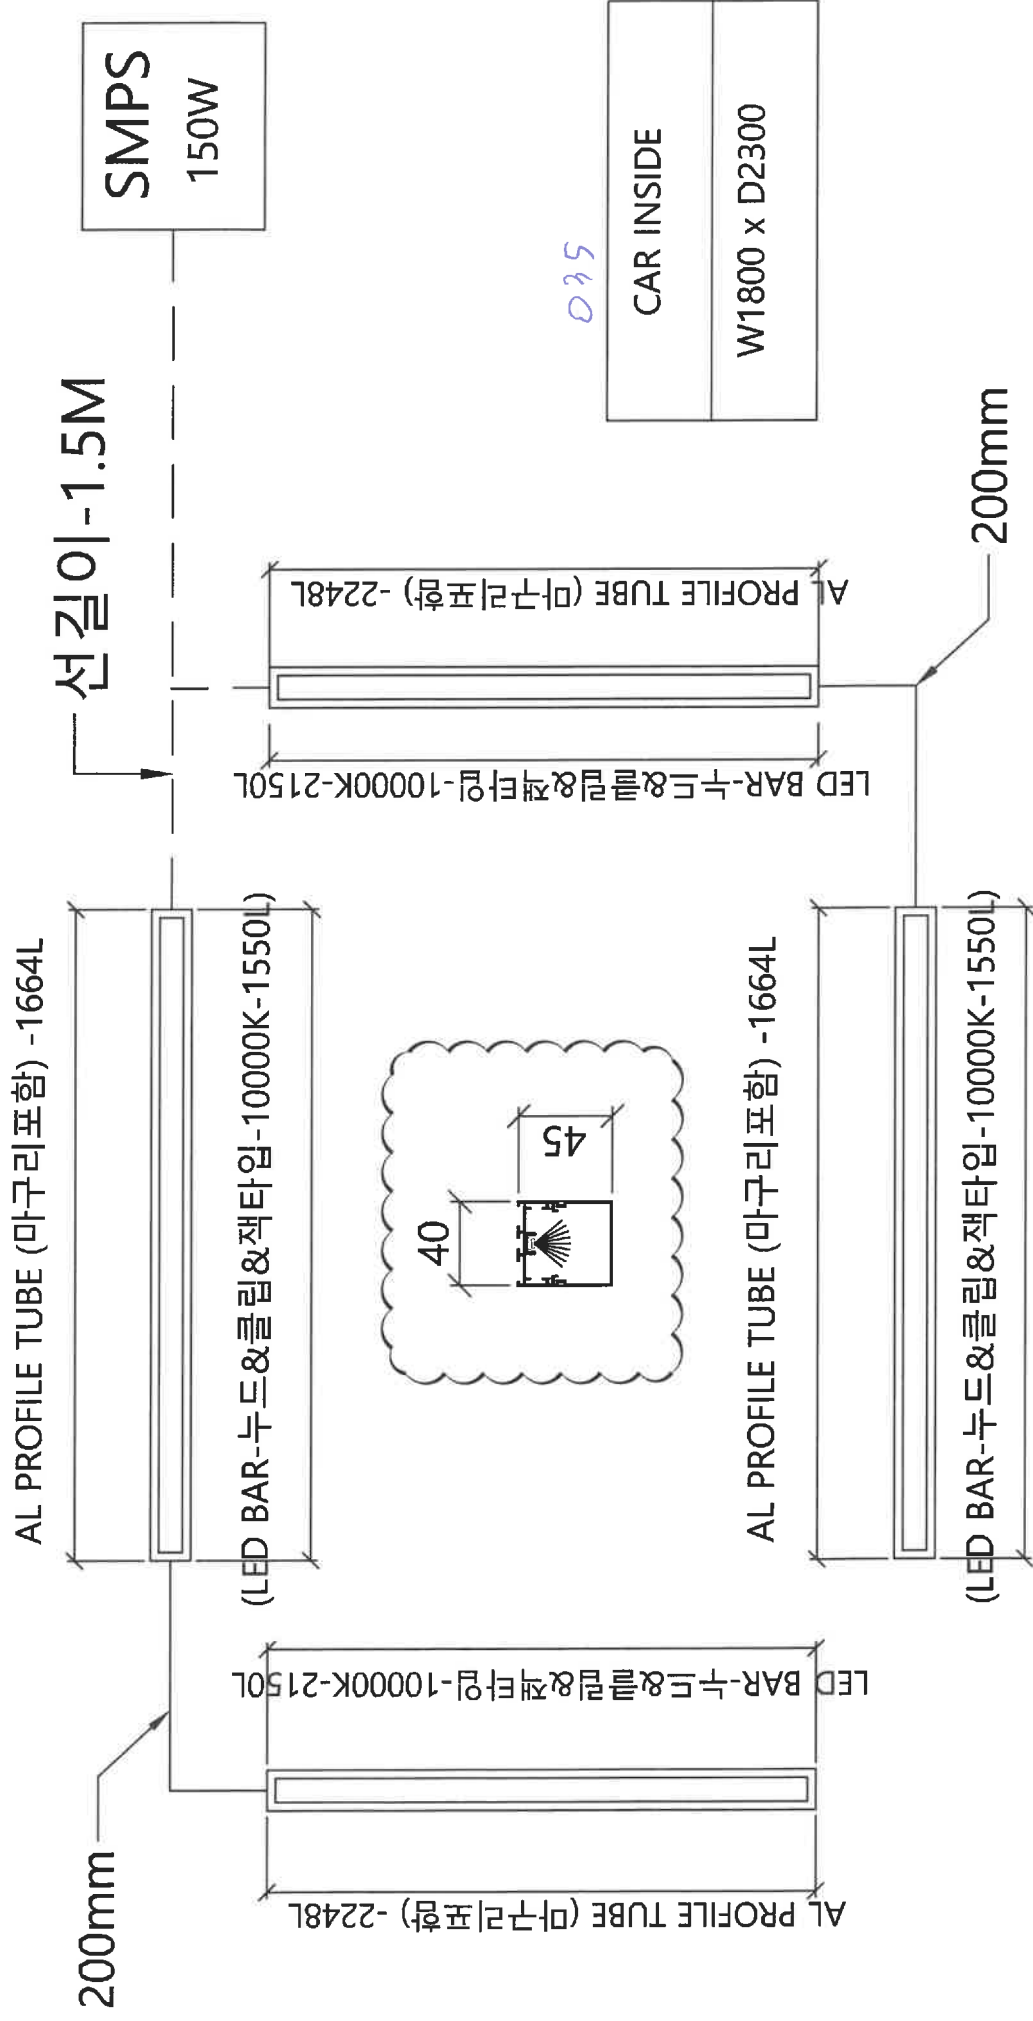 200mm
AL PROFILE TUBE (마구리포함) -1664L
선길이-1.5M
SMPS
150W
(LED BAR-누드&클립&잭타입-10000K-1550L)
AL PROFILE TUBE (마구리포함) -2248L
LED BAR-누드&클립&잭타입-10000K-2150L
40
45
LED BAR-누드&클립&잭타입-10000K-2150L
AL PROFILE TUBE (마구리포함) -2248L
035
CAR INSIDE
W1800 x D2300
AL PROFILE TUBE (마구리포함) -1664L
(LED BAR-누드&클립&잭타입-10000K-1550L)
200mm